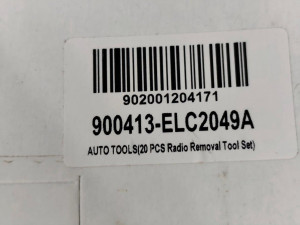 902001204171
900413-ELC2049A
AUTO TOOLS(20 PCS Radio Removal Tool Set)